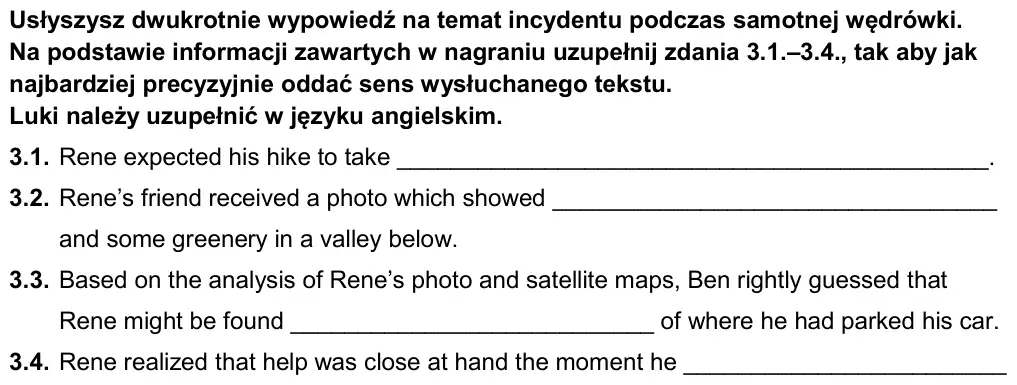 Usłyszysz dwukrotnie wypowiedź na temat incydentu podczas samotnej wędrówki.
Na podstawie informacji zawartych w nagraniu uzupełnij zdania 3.1.–3.4., tak aby jak
najbardziej precyzyjnie oddać sens wysłuchanego tekstu.
Luki należy uzupełnić w języku angielskim.
3.1. Rene expected his hike to take ____________________________________________.
3.2. Rene’s friend received a photo which showed _________________________________
and some greenery in a valley below.
3.3. Based on the analysis of Rene’s photo and satellite maps, Ben rightly guessed that
Rene might be found ___________________________ of where he had parked his car.
3.4. Rene realized that help was close at hand the moment he ________________________